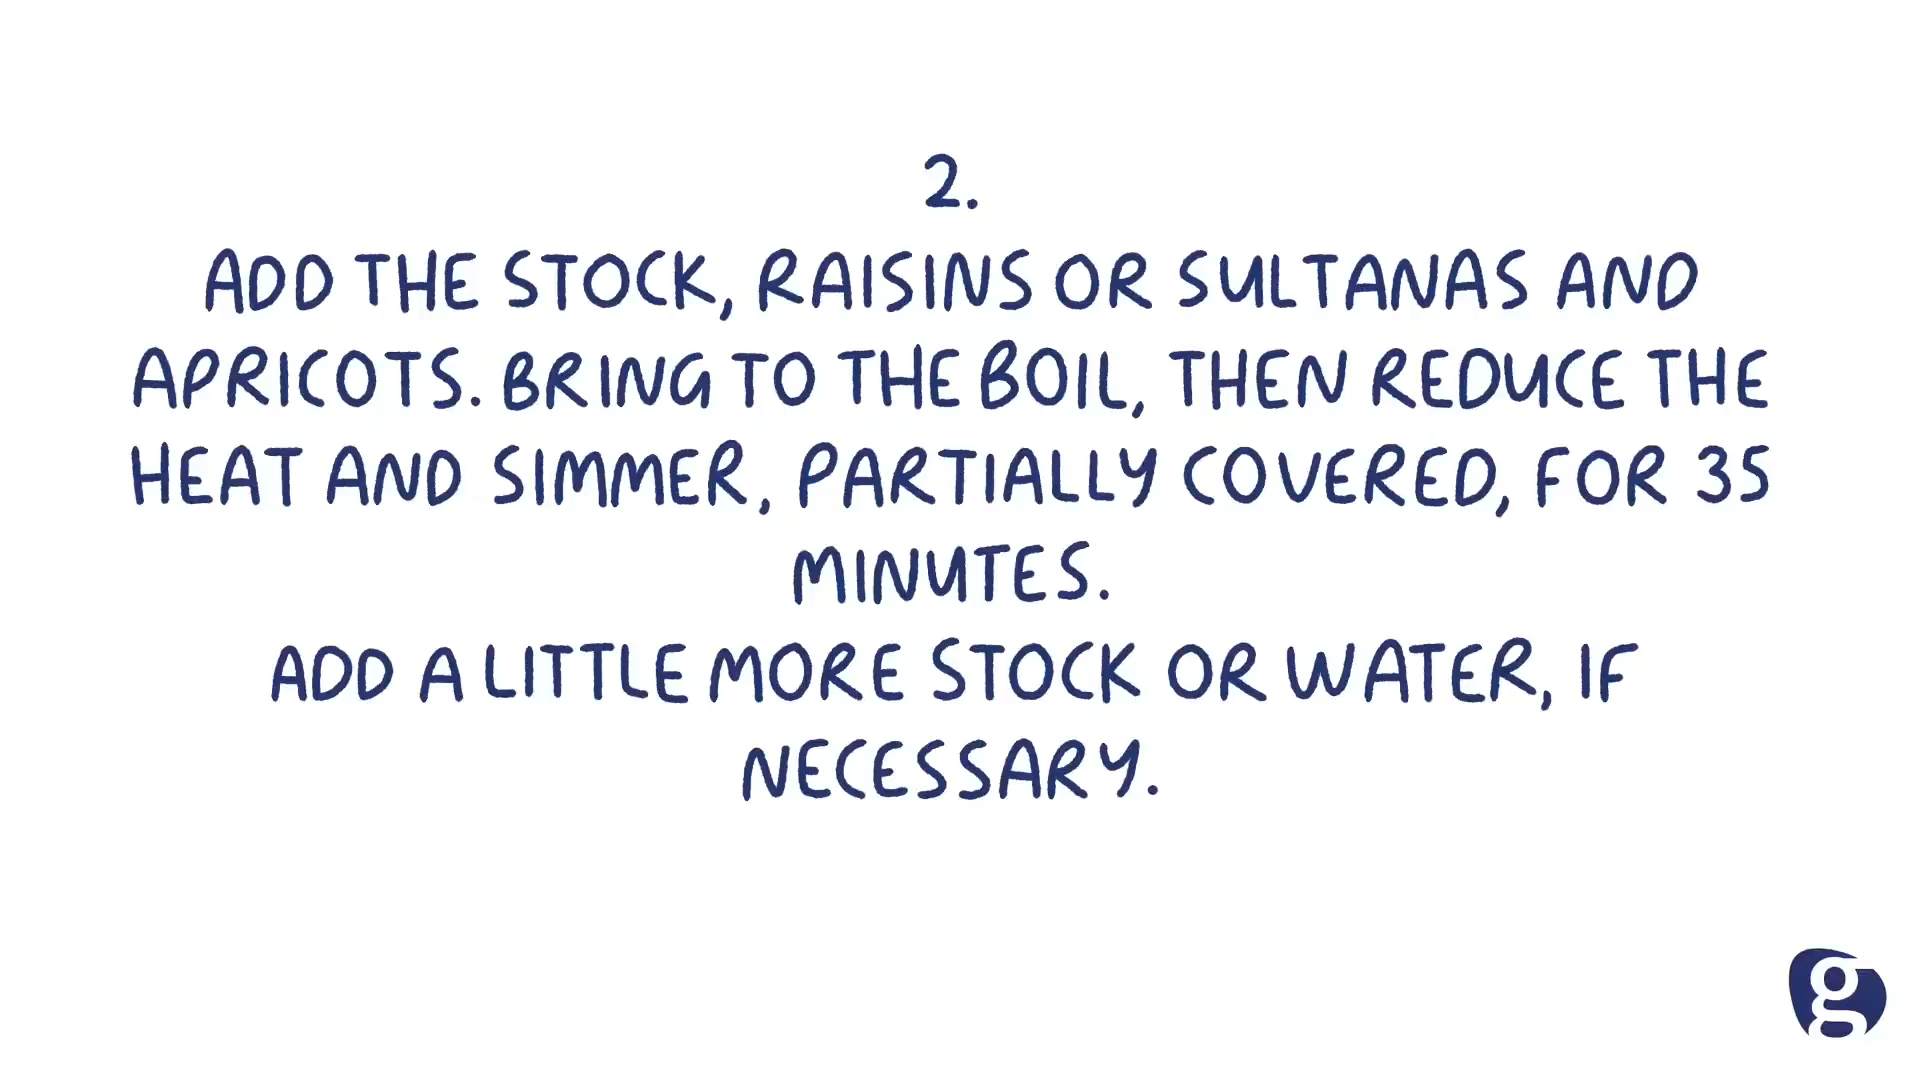 2.
ADD THE STOCK, RAISINS OR SULTANAS AND
APRICOTS. BRING TO THE BOIL, THEN REDUCE THE
HEAT AND SIMMER, PARTIALLY COVERED, FOR 35
MINUTES.
ADD A LITTLE MORE STOCK OR WATER, IF
NECESSARY.
g